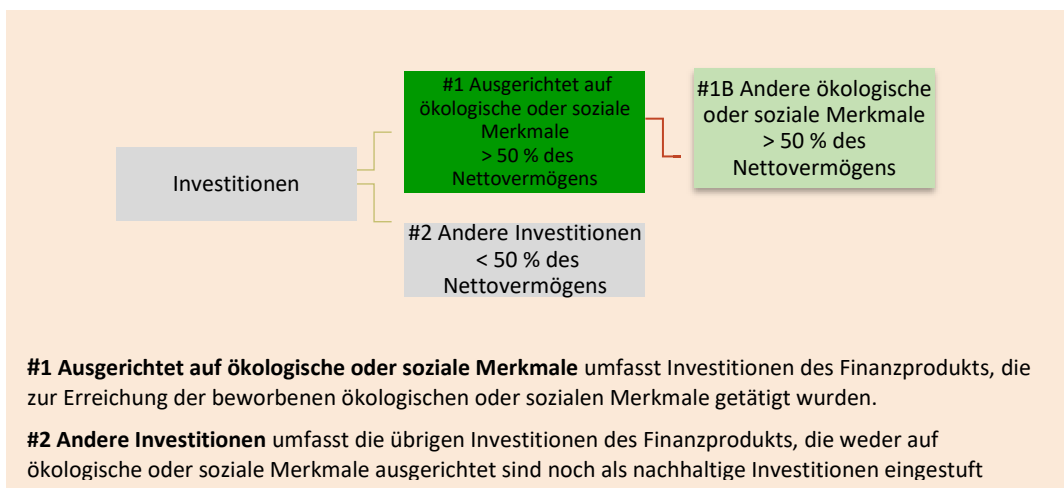 #1 Ausgerichtet auf
ökologische oder soziale
Merkmale
> 50 % des
Nettovermögens
#1B Andere ökologische
oder soziale Merkmale
> 50 % des
Nettovermögens
Investitionen
#2 Andere Investitionen
< 50 % des
Nettovermögens
#1 Ausgerichtet auf ökologische oder soziale Merkmale umfasst Investitionen des Finanzprodukts, die
zur Erreichung der beworbenen ökologischen oder sozialen Merkmale getätigt wurden.
#2 Andere Investitionen umfasst die übrigen Investitionen des Finanzprodukts, die weder auf
ökologische oder soziale Merkmale ausgerichtet sind noch als nachhaltige Investitionen eingestuft